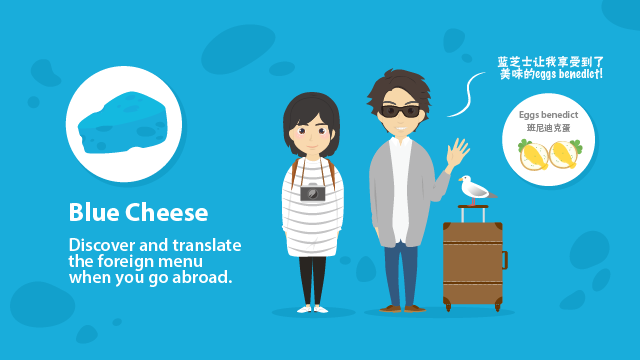 蓝芝士让我享受到了
美味的eggs benedict!
Eggs benedict
班尼迪克蛋
Blue Cheese
Discover and translate
the foreign menu
when you go abroad.